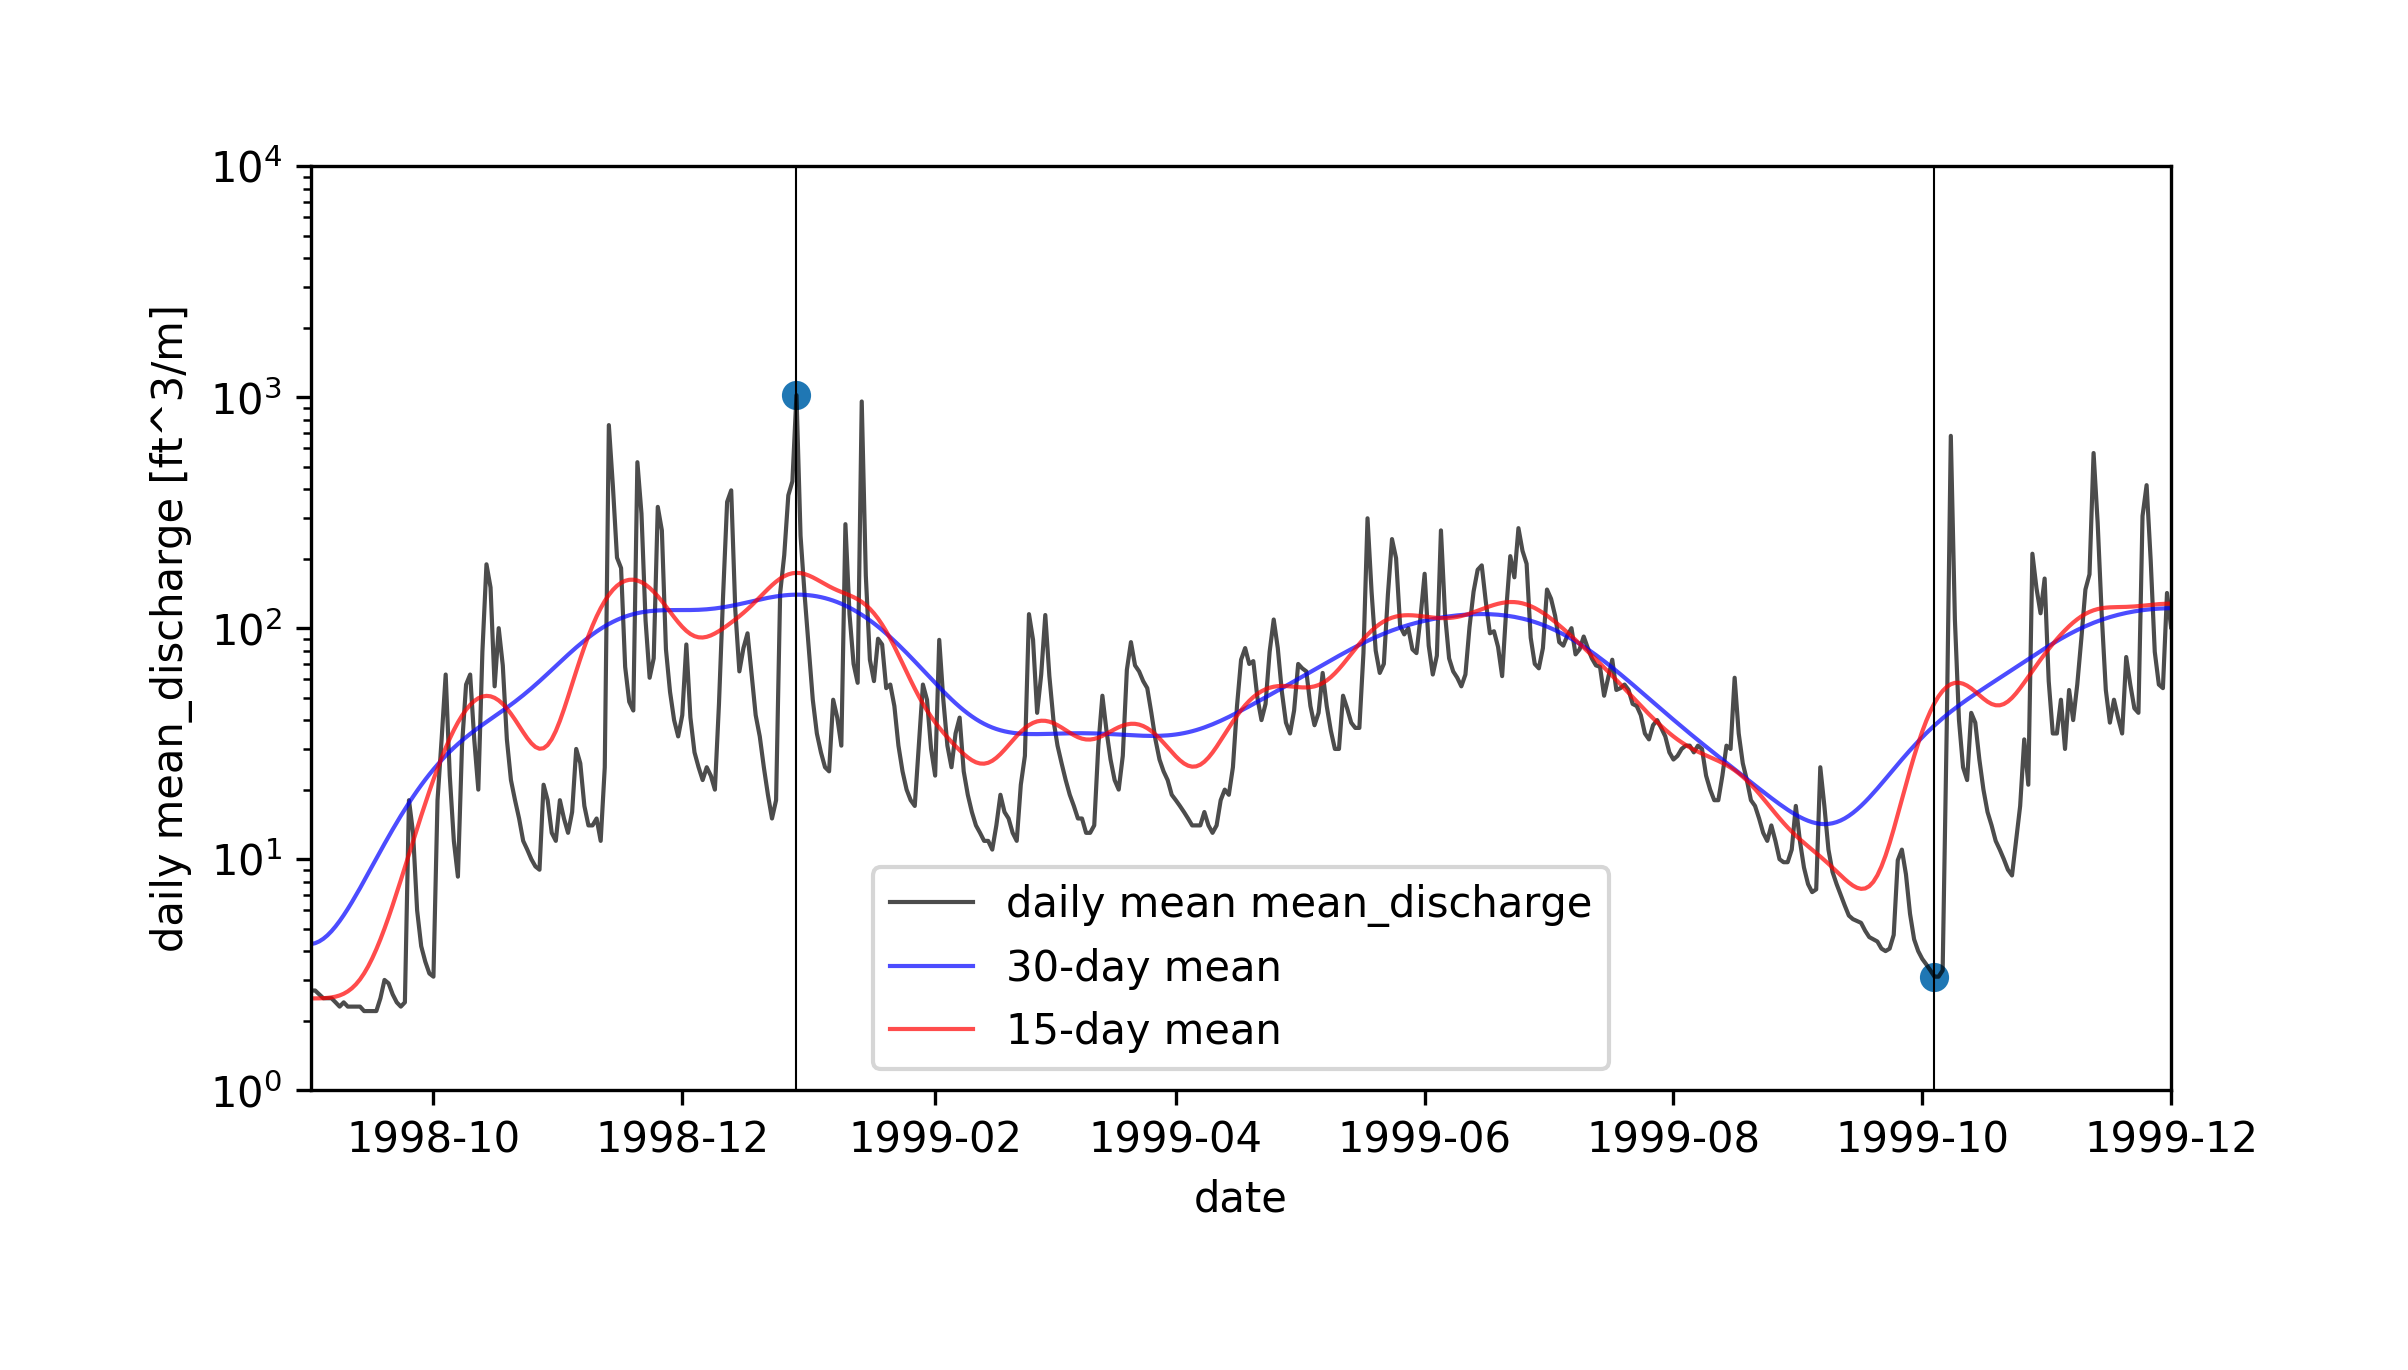 10^4
10^3
10^2
10^1
10^0
daily mean_discharge [ft^3/m]
daily mean mean_discharge
30-day mean
15-day mean
1998-10 1998-12 1999-02 1999-04 1999-06 1999-08 1999-10 1999-12
date